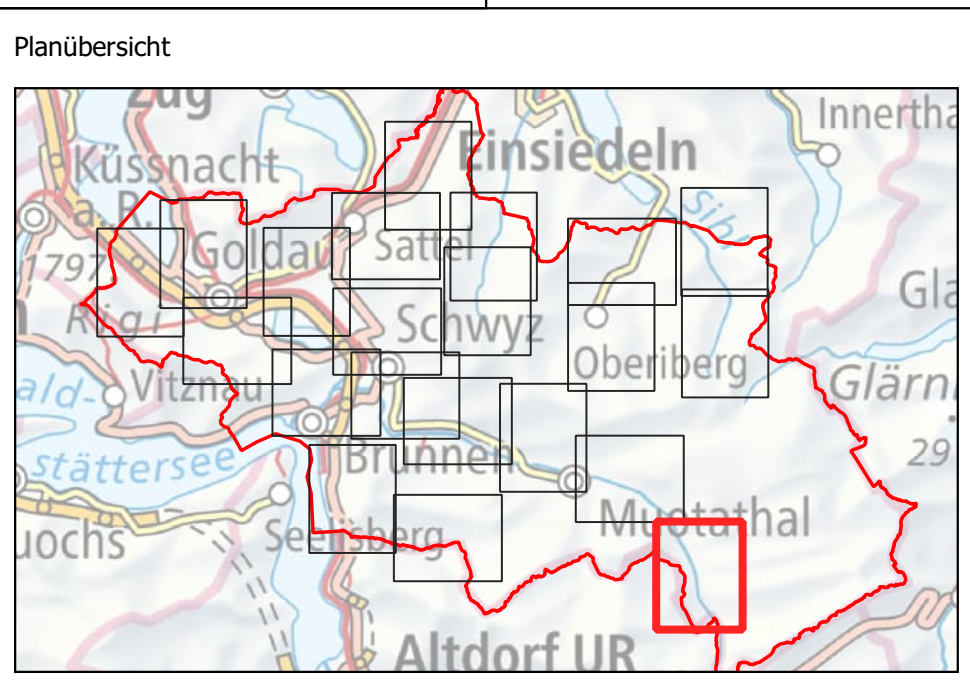 Planübersicht
Zug
Innertha
Einsiedeln
Küssnacht
a. R.
Sihl
Goldau
Sattel
1797
Rigi
Schwyz
Gla
Oberiberg
ald-
Vitznau
Glärni
stättersee
Brunnen
29
Muotathal
uochs
Seelisberg
Altdorf UR